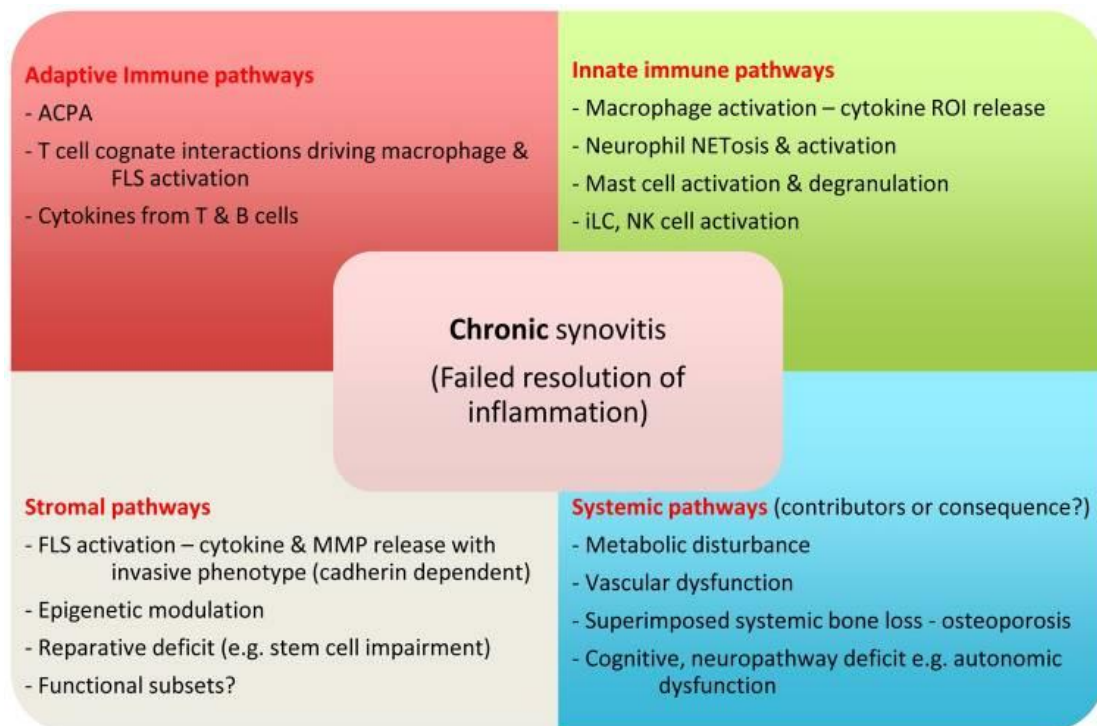 Adaptive Immune pathways
- ACPA
- T cell cognate interactions driving macrophage &
FLS activation
- Cytokines from T & B cells
Innate immune pathways
- Macrophage activation – cytokine ROI release
- Neurophil NETosis & activation
- Mast cell activation & degranulation
- iLC, NK cell activation
Chronic synovitis
(Failed resolution of
inflammation)
Stromal pathways
- FLS activation – cytokine & MMP release with
invasive phenotype (cadherin dependent)
- Epigenetic modulation
- Reparative deficit (e.g. stem cell impairment)
- Functional subsets?
Systemic pathways (contributors or consequence?)
- Metabolic disturbance
- Vascular dysfunction
- Superimposed systemic bone loss - osteoporosis
- Cognitive, neuropathway deficit e.g. autonomic
dysfunction